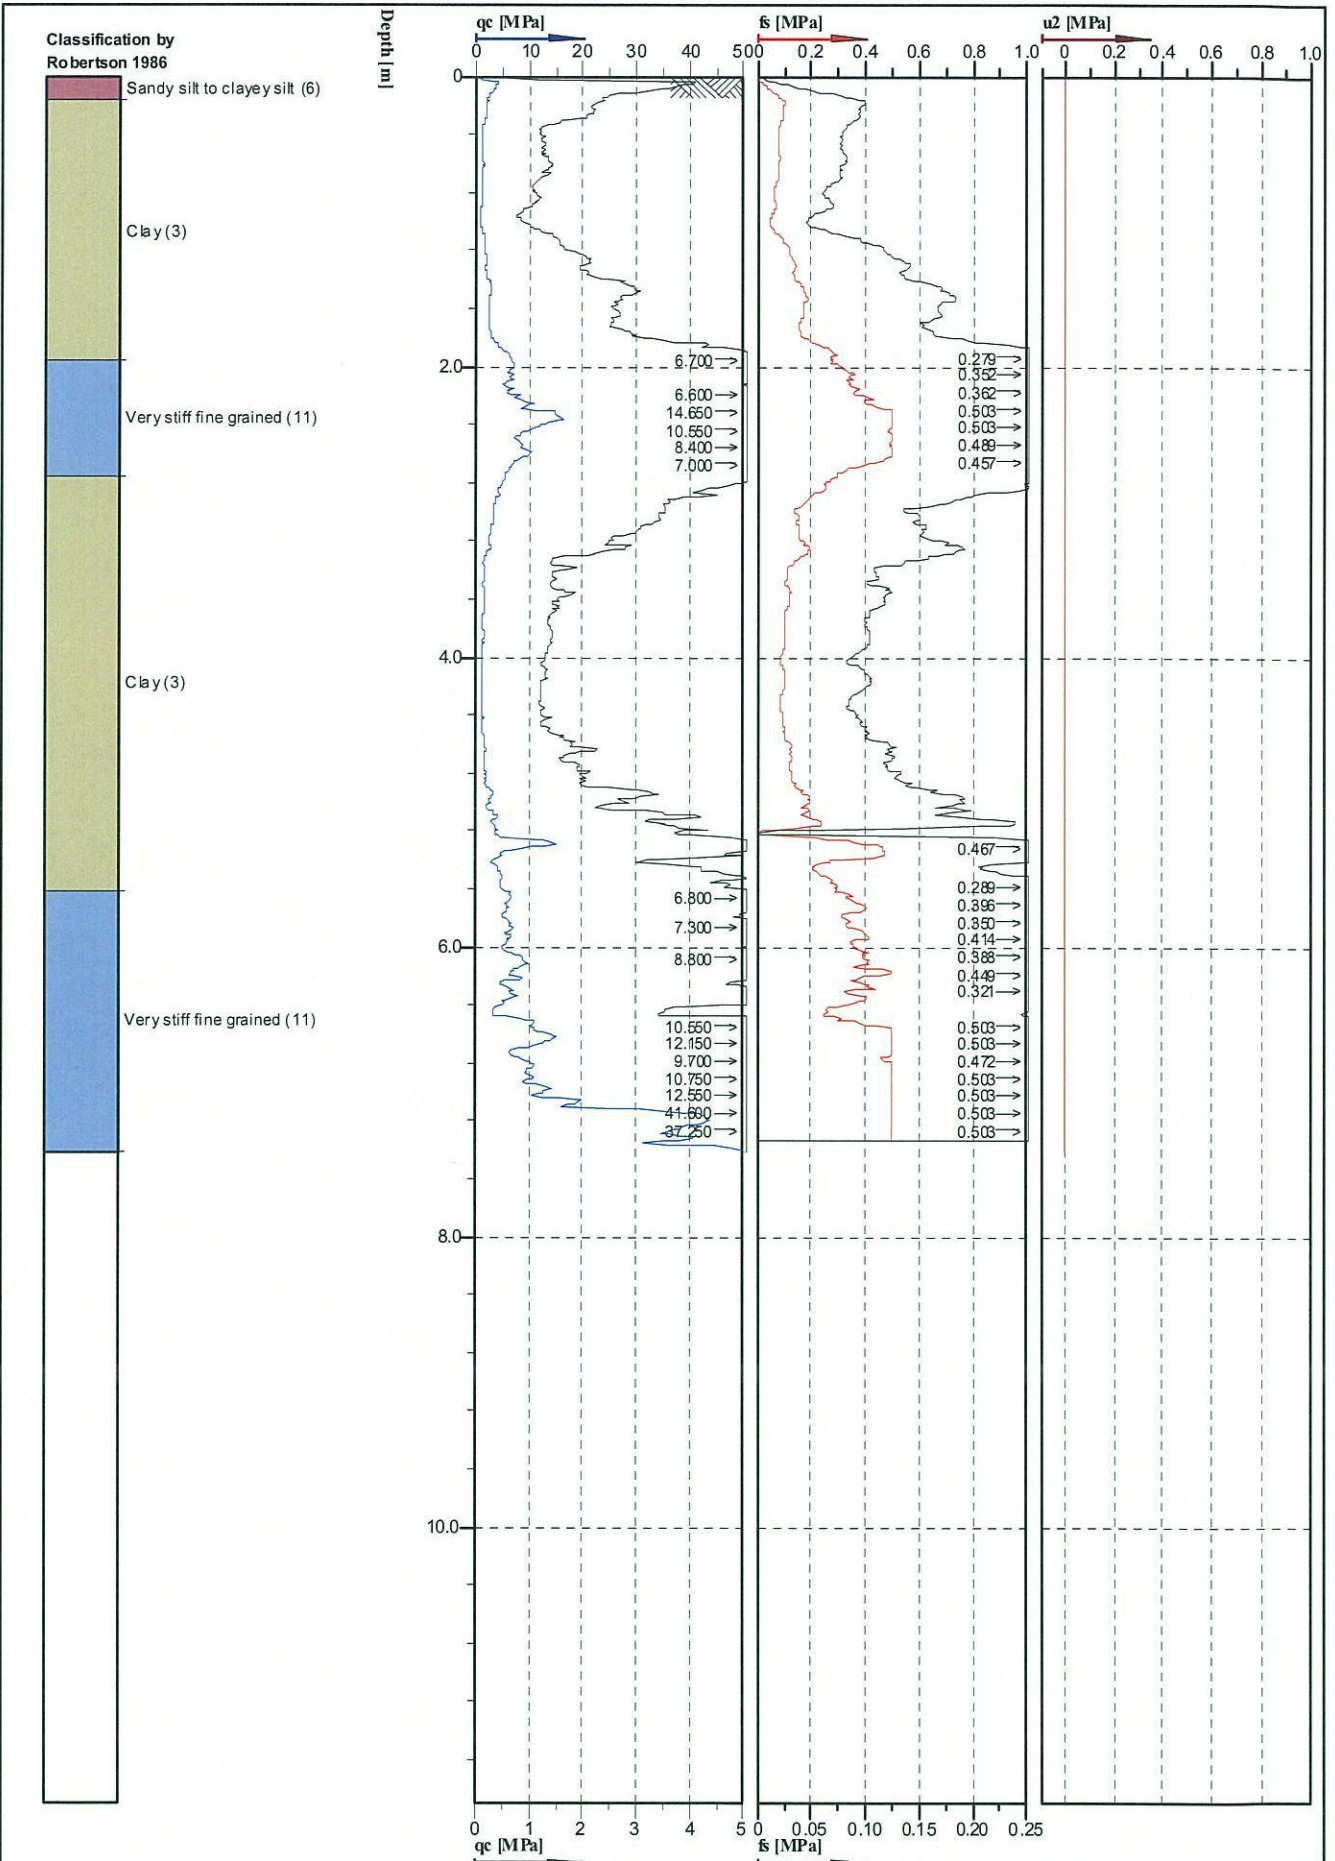 Classification by
Robertson 1986
Sandy silt to clayey silt (6)
Clay (3)
Very stiff fine grained (11)
Clay (3)
Very stiff fine grained (11)
Depth [m]
0
2.0
4.0
6.0
8.0
10.0
qc [MPa]
0 10 20 30 40 50
6.700
6.600
14.650
10.550
8.400
7.000
6.800
7.300
8.800
10.550
12.150
9.700
10.750
12.550
41.600
37.250
0 1 2 3 4 5
qc [MPa]
fs [MPa]
0 0.2 0.4 0.6 0.8 1.0
0.279
0.352
0.362
0.503
0.503
0.489
0.457
0.467
0.289
0.396
0.350
0.414
0.388
0.449
0.321
0.503
0.503
0.472
0.503
0.503
0.503
0.503
0 0.05 0.10 0.15 0.20 0.25
fs [MPa]
u2 [MPa]
0 0.2 0.4 0.6 0.8 1.0